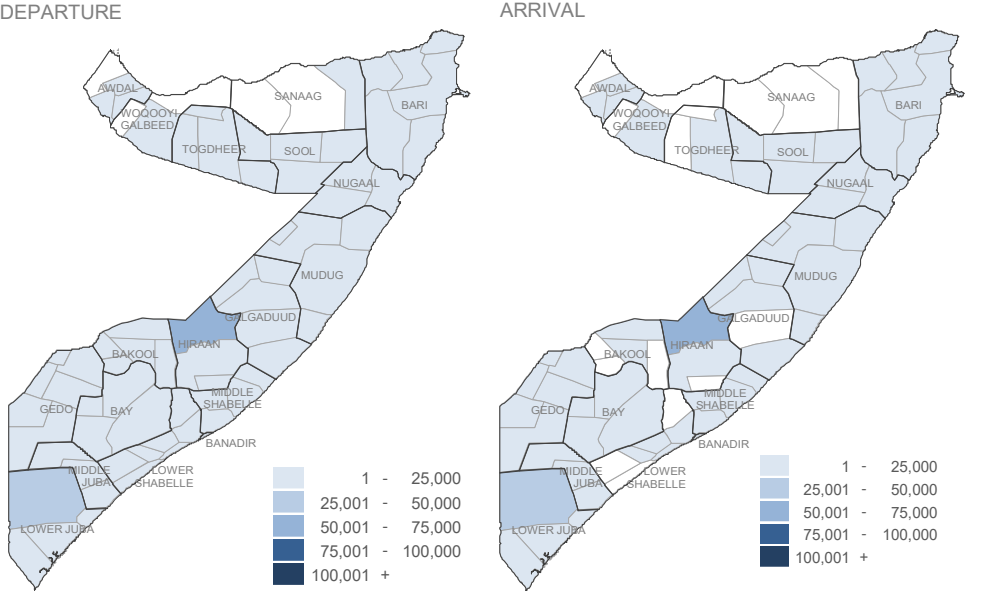 DEPARTURE
AWDAL
WOQOOYI
GALBEED
SANAAG
BARI
TOGDHEER
SOOL
NUGAAL
MUDUG
GALGADUUD
HIRAAN
BAKOOL
GEDO
BAY
MIDDLE
SHABELLE
BANADIR
MIDDLE
JUBA
LOWER
SHABELLE
LOWER JUBA
1 - 25,000
25,001 - 50,000
50,001 - 75,000
75,001 - 100,000
100,001 +
ARRIVAL
AWDAL
WOQOOYI
GALBEED
SANAAG
BARI
TOGDHEER
SOOL
NUGAAL
MUDUG
GALGADUUD
HIRAAN
BAKOOL
GEDO
BAY
MIDDLE
SHABELLE
BANADIR
MIDDLE
JUBA
LOWER
SHABELLE
LOWER JUBA
1 - 25,000
25,001 - 50,000
50,001 - 75,000
75,001 - 100,000
100,001 +